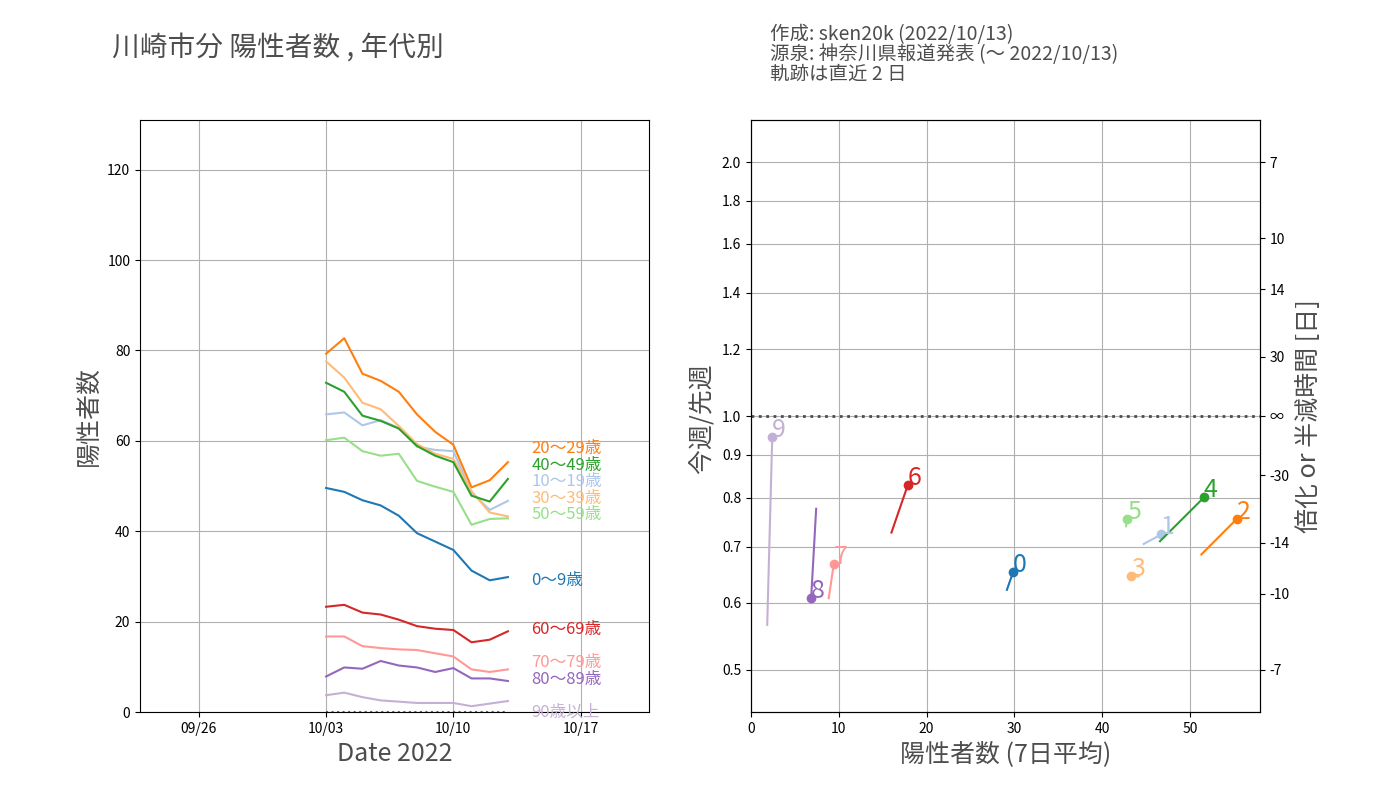 川崎市分 陽性者数 , 年代別
作成: sken20k (2022/10/13)
源泉: 神奈川県報道発表 (〜 2022/10/13)
軌跡は直近 2 日
陽性者数
120
100
80
60
40
20
0
09/26
10/03
10/10
10/17
Date 2022
20〜29歳
40〜49歳
10〜19歳
30〜39歳
50〜59歳
0〜9歳
60〜69歳
70〜79歳
80〜89歳
90歳以上
今週/先週
2.0
1.8
1.6
1.4
1.2
1.0
0.9
0.8
0.7
0.6
0.5
0
10
20
30
40
50
陽性者数 (7日平均)
9
6
4
5
2
1
7
3
0
8
7
10
14
30
∞
-30
-14
-10
-7
倍化 or 半減時間 [日]